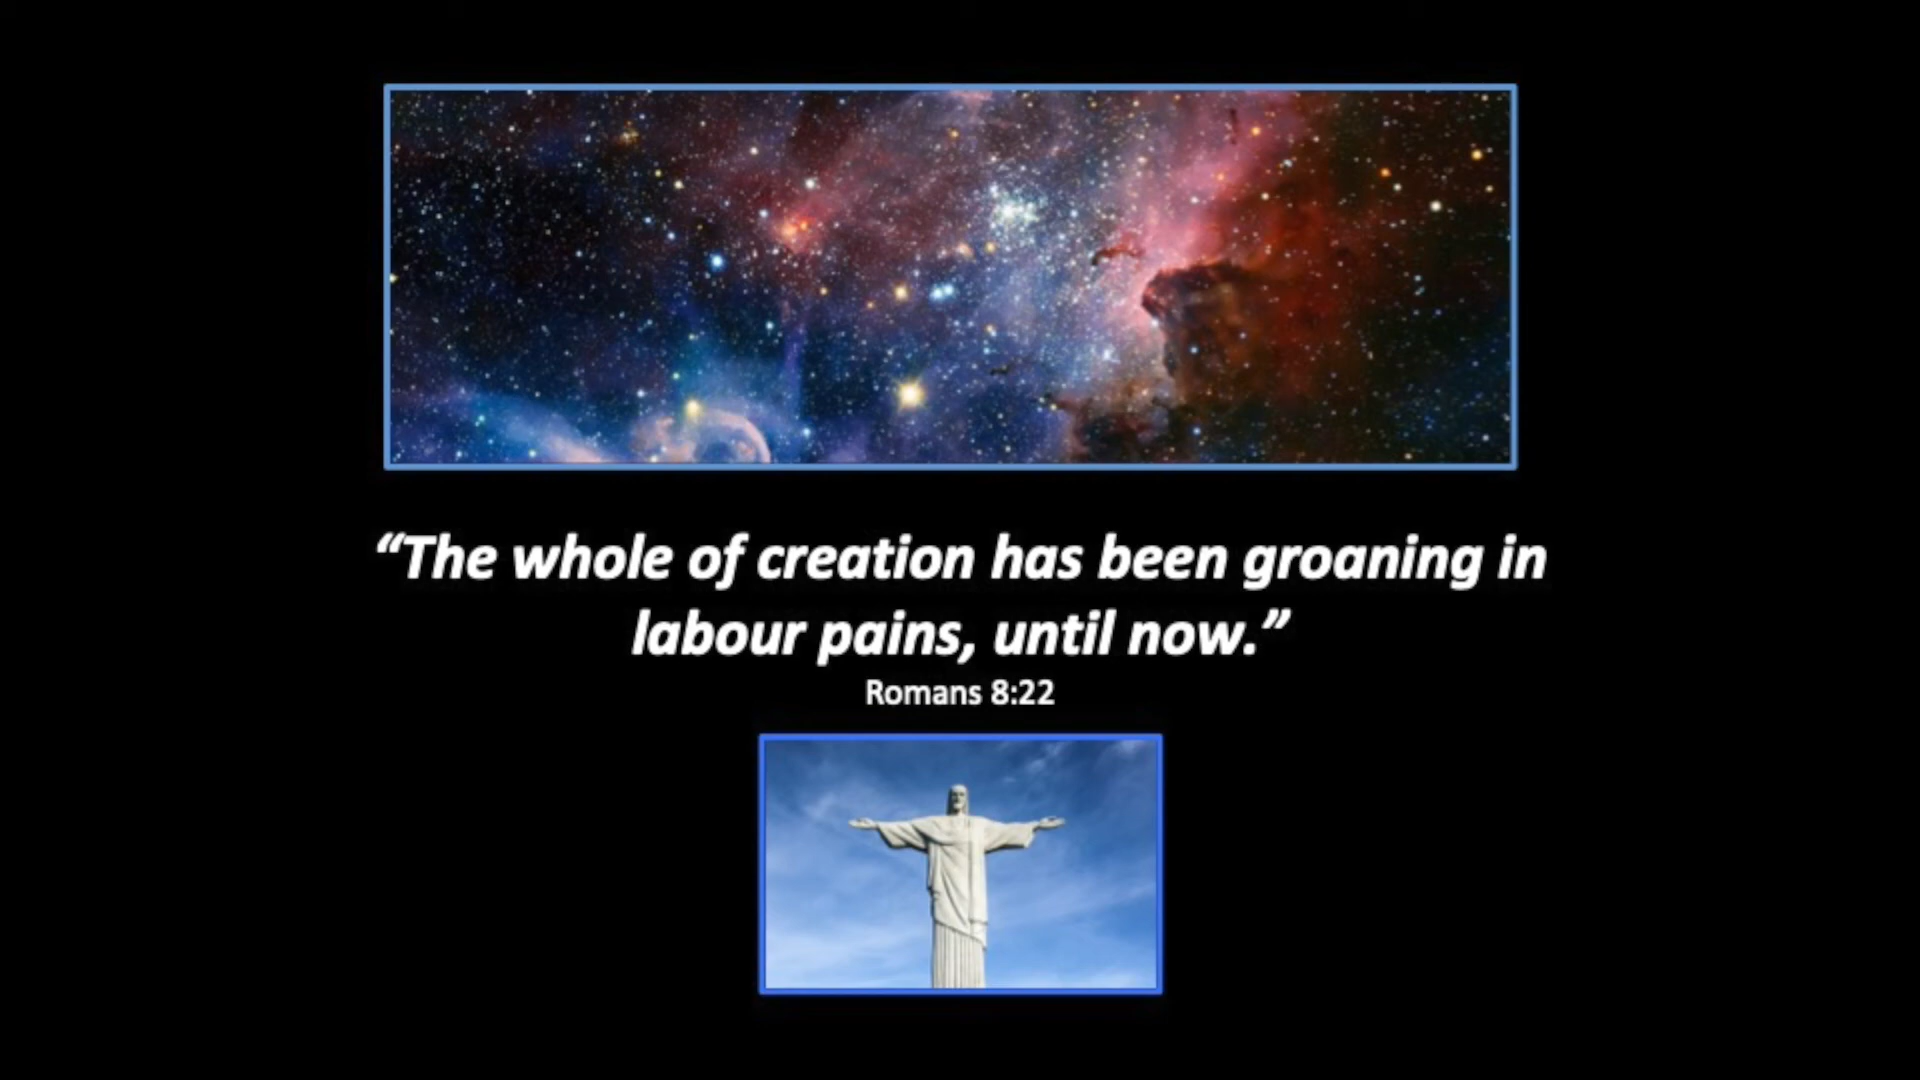 “The whole of creation has been groaning in
labour pains, until now.”
Romans 8:22